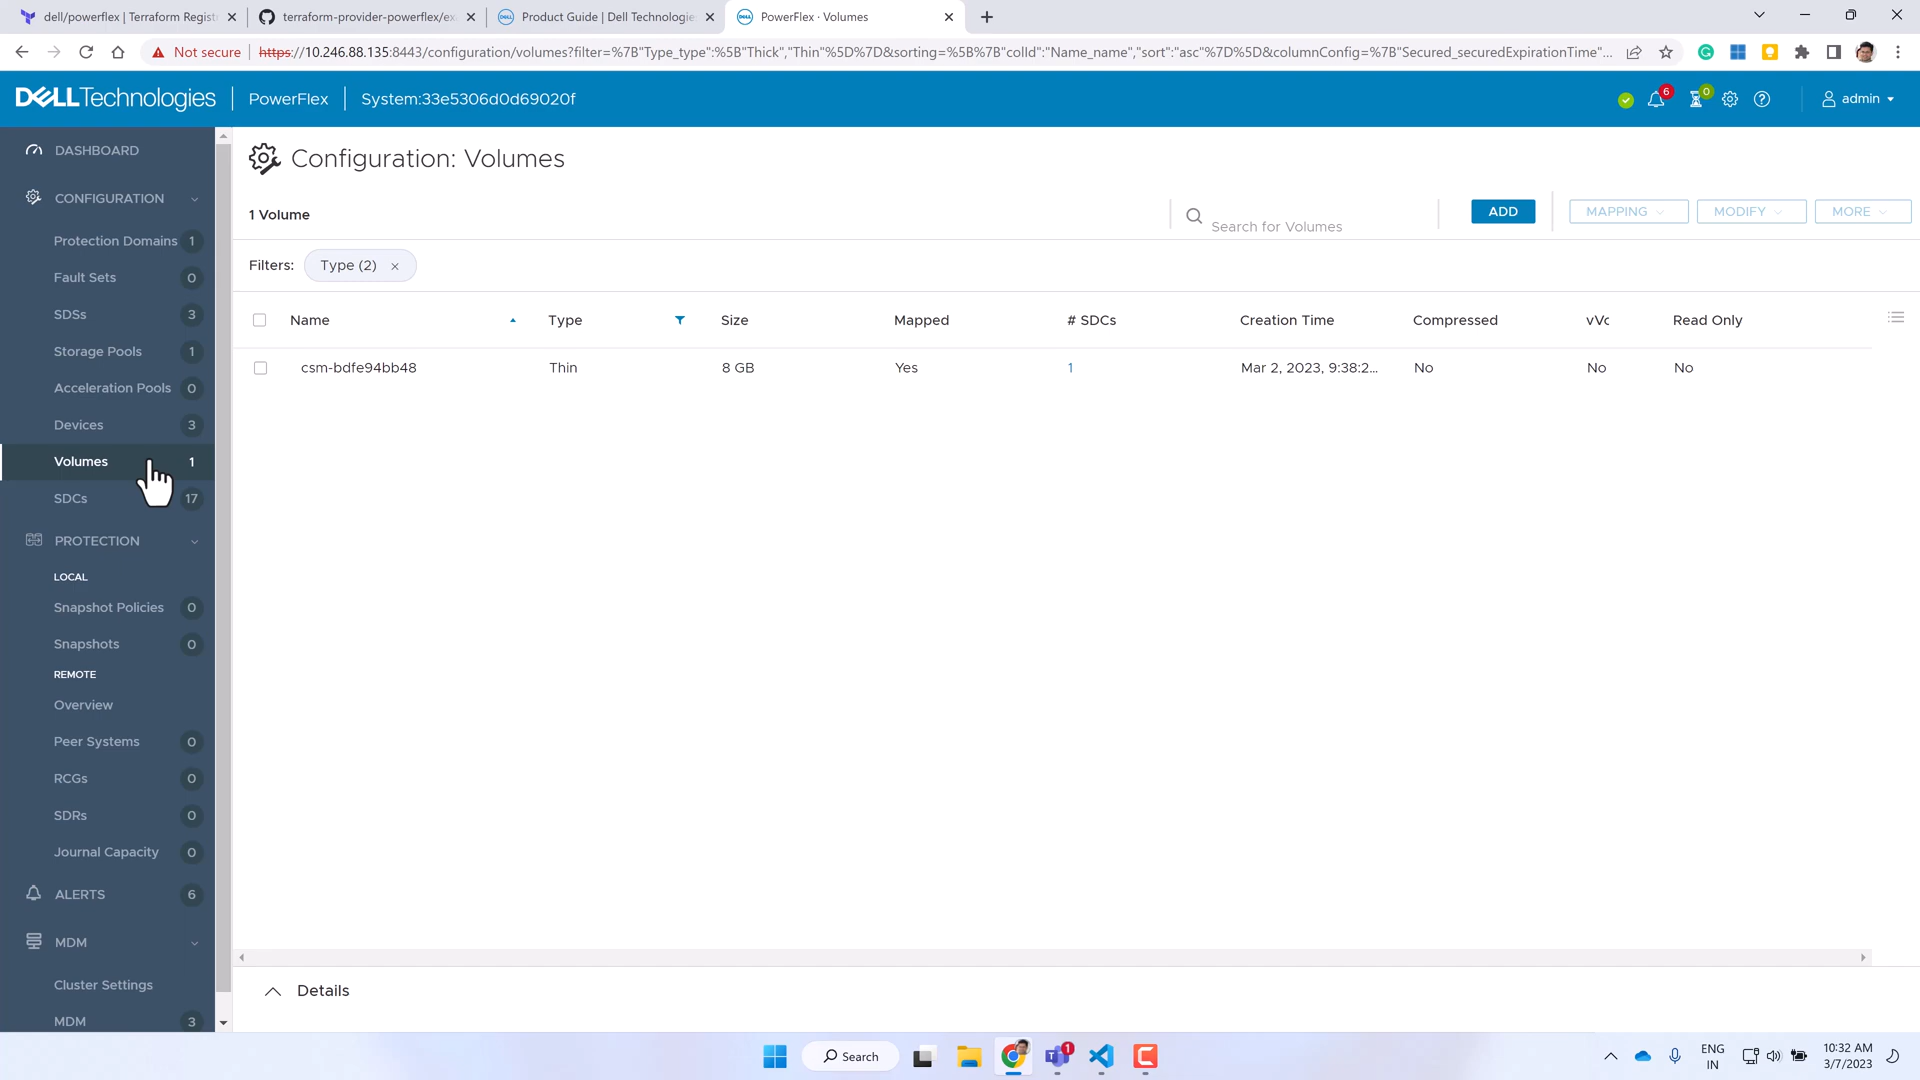 dell/powerflex | Terraform Regist
terraform-provider-powerflex/ex
Product Guide | Dell Technologie
PowerFlex · Volumes
Not secure
https://10.246.88.135:8443/configuration/volumes?filter=%7B"Type_type":%5B"Thick","Thin"%5D%7D&sorting=%5B%7B"colId":"Name_name","sort":"asc"%7D%5D&columnConfig=%7B"Secured_securedExpirationTime"...
DELL Technologies
PowerFlex
System:33e5306d0d69020f
6
0
admin
DASHBOARD
CONFIGURATION
Protection Domains 1
Fault Sets 0
SDSs 3
Storage Pools 1
Acceleration Pools 0
Devices 3
Volumes 1
SDCs 17
PROTECTION
LOCAL
Snapshot Policies 0
Snapshots 0
REMOTE
Overview
Peer Systems 0
RCGs 0
SDRs 0
Journal Capacity 0
ALERTS 6
MDM
Cluster Settings
MDM 3
Configuration: Volumes
1 Volume
Search for Volumes
ADD
MAPPING
MODIFY
MORE
Filters: Type (2)
Name Type Size Mapped # SDCs Creation Time Compressed vVo Read Only
csm-bdfe94bb48 Thin 8 GB Yes 1 Mar 2, 2023, 9:38:2... No No No
Details
Search
1
ENG
IN
10:32 AM
3/7/2023